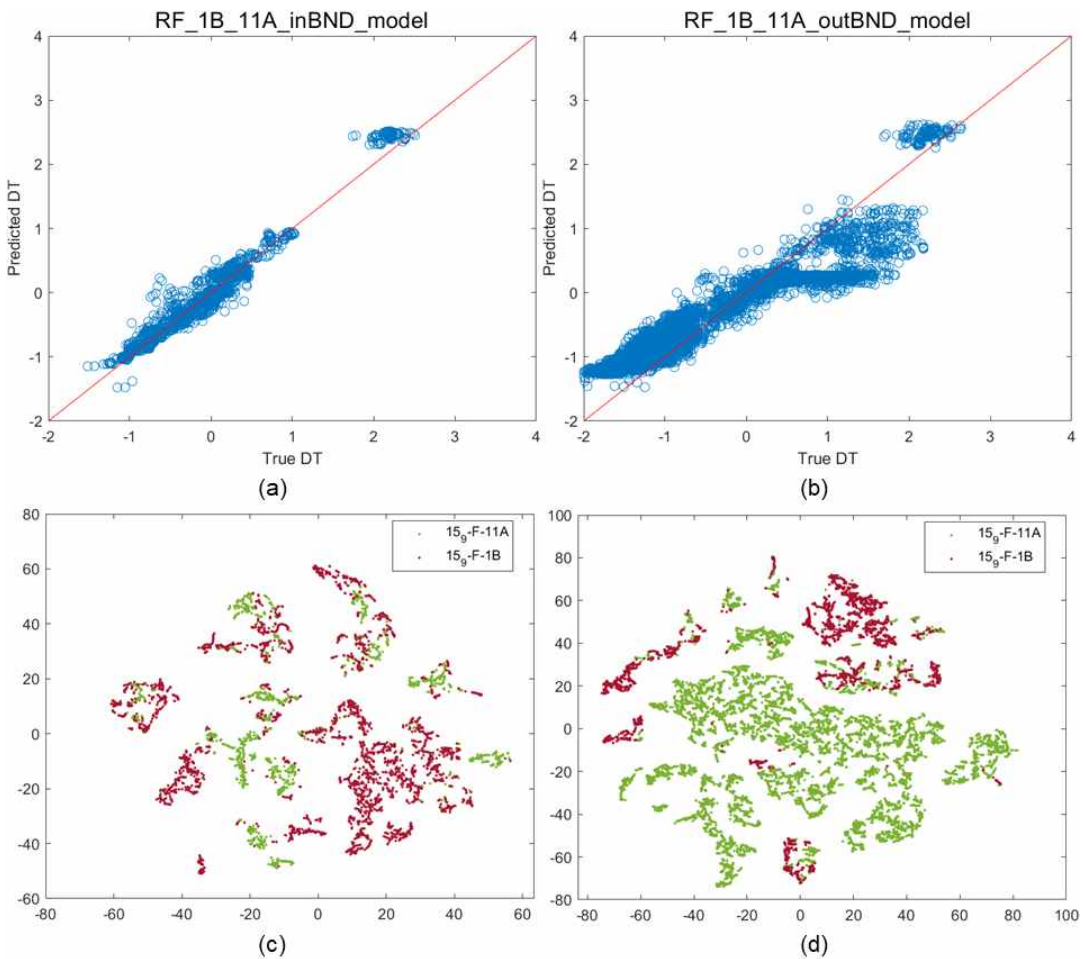 RF_1B_11A_inBND_model
4
3
2
1
0
-1
-2
Predicted DT
-2 -1 0 1 2 3 4
True DT
(a)
RF_1B_11A_outBND_model
4
3
2
1
0
-1
-2
Predicted DT
-2 -1 0 1 2 3 4
True DT
(b)
80
60
40
20
0
-20
-40
-60
15₉-F-11A
15₉-F-1B
-80 -60 -40 -20 0 20 40 60
(c)
100
80
60
40
20
0
-20
-40
-60
-80
15₉-F-11A
15₉-F-1B
-80 -60 -40 -20 0 20 40 60 80 100
(d)